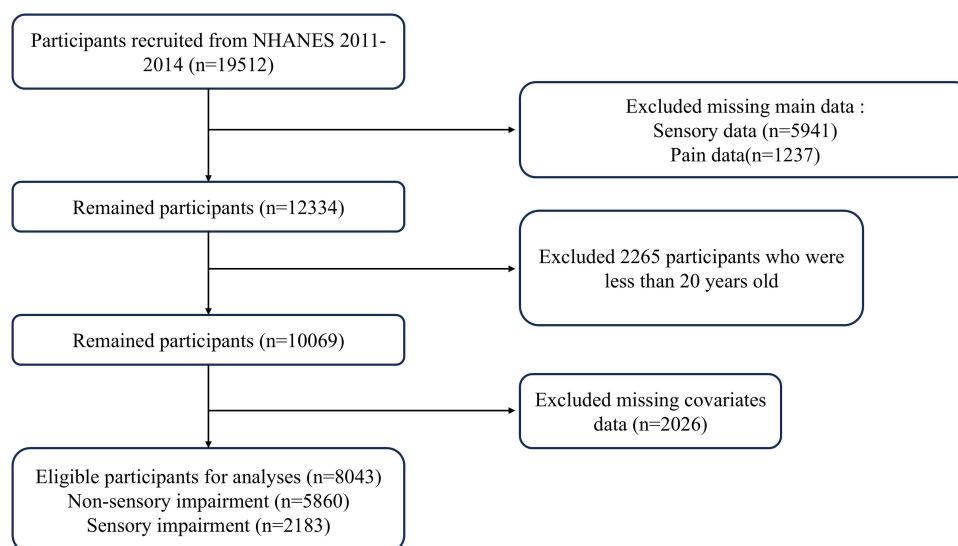 Participants recruited from NHANES 2011-
2014 (n=19512)
Excluded missing main data :
Sensory data (n=5941)
Pain data(n=1237)
Remained participants (n=12334)
Excluded 2265 participants who were
less than 20 years old
Remained participants (n=10069)
Excluded missing covariates
data (n=2026)
Eligible participants for analyses (n=8043)
Non-sensory impairment (n=5860)
Sensory impairment (n=2183)